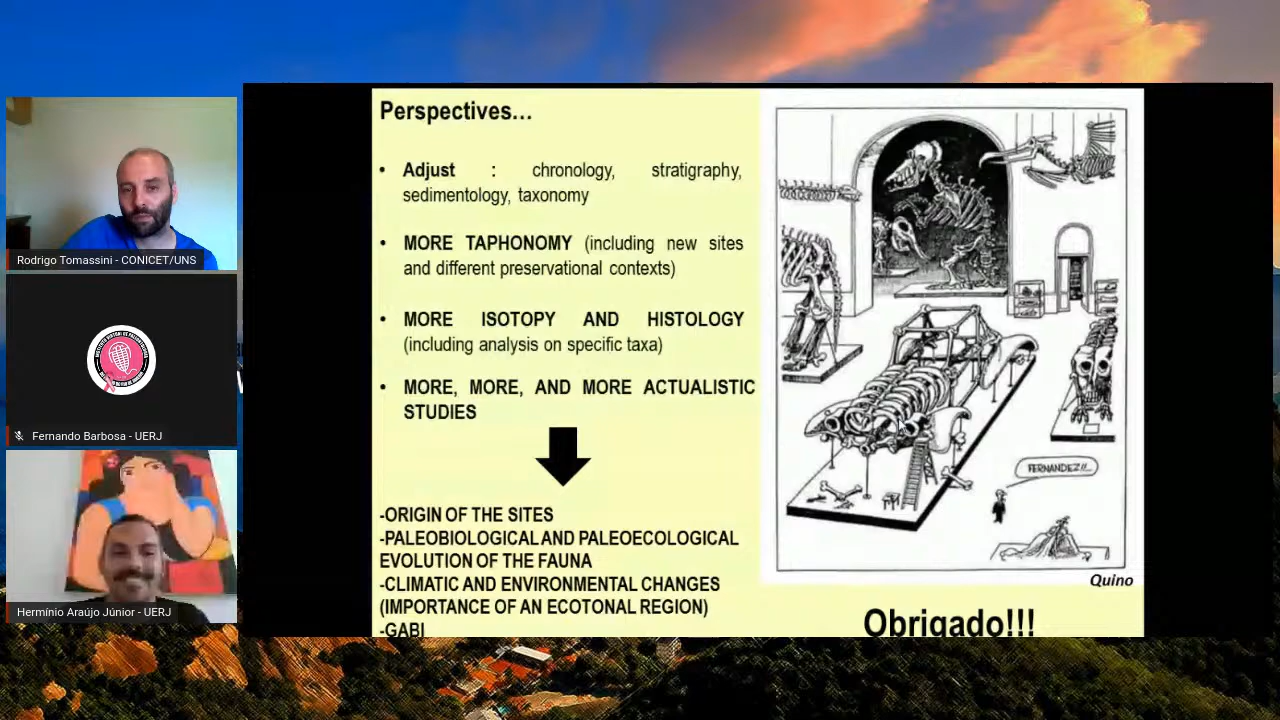 Perspectives…
• Adjust : chronology, stratigraphy,
sedimentology, taxonomy
• MORE TAPHONOMY (including new sites
and different preservational contexts)
• MORE ISOTOPY AND HISTOLOGY
(including analysis on specific taxa)
• MORE, MORE, AND MORE ACTUALISTIC
STUDIES
-ORIGIN OF THE SITES
-PALEOBIOLOGICAL AND PALEOECOLOGICAL
EVOLUTION OF THE FAUNA
-CLIMATIC AND ENVIRONMENTAL CHANGES
(IMPORTANCE OF AN ECOTONAL REGION)
-GABI
FERNANDEZ!!
Quino
Obrigado!!!
Rodrigo Tomassini - CONICET/UNS
Fernando Barbosa - UERJ
Hermínio Araújo Júnior - UERJ